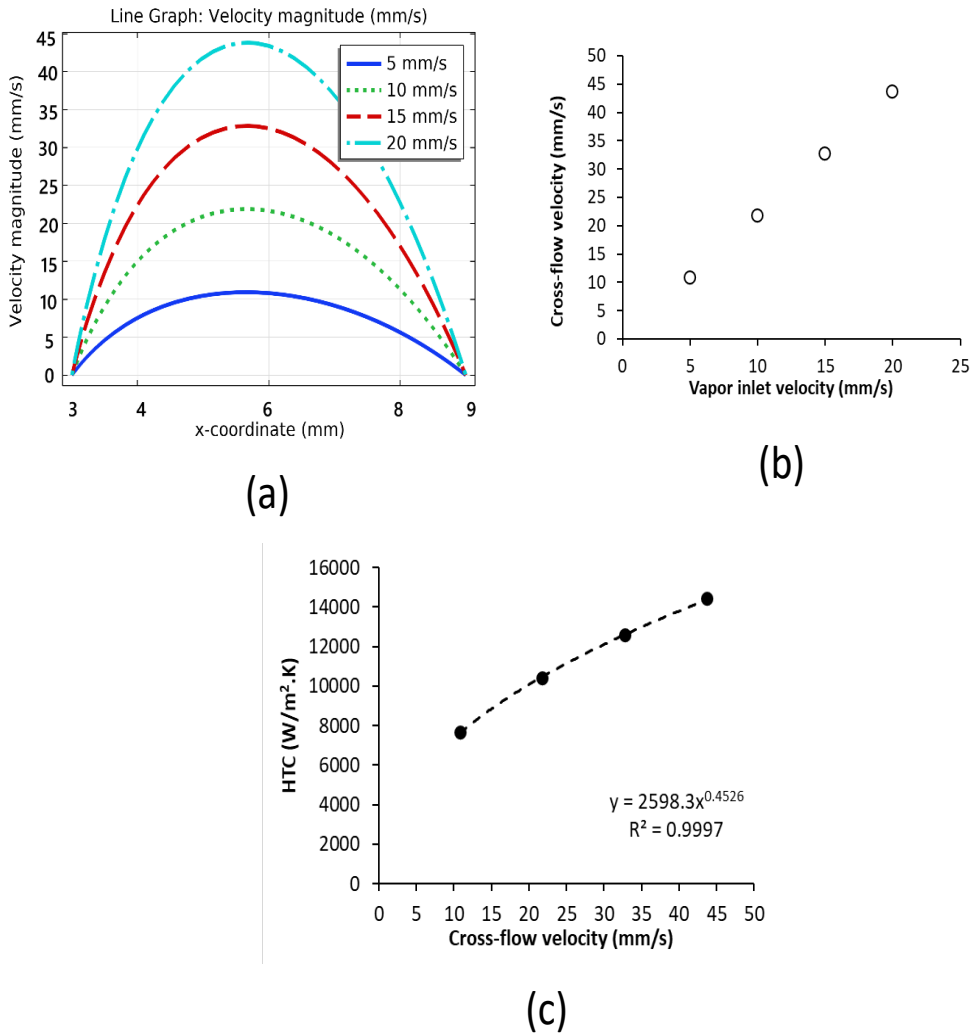 Line Graph: Velocity magnitude (mm/s)
Velocity magnitude (mm/s)
45
40
35
30
25
20
15
10
5
0
5 mm/s
10 mm/s
15 mm/s
20 mm/s
3 4 6 8 9
x-coordinate (mm)
(a)
Cross-flow velocity (mm/s)
50
45
40
35
30
25
20
15
10
5
0
0 5 10 15 20 25
Vapor inlet velocity (mm/s)
(b)
HTC (W/m².K)
16000
14000
12000
10000
8000
6000
4000
2000
0
y = 2598.3x^0.4526
R² = 0.9997
0 5 10 15 20 25 30 35 40 45 50
Cross-flow velocity (mm/s)
(c)